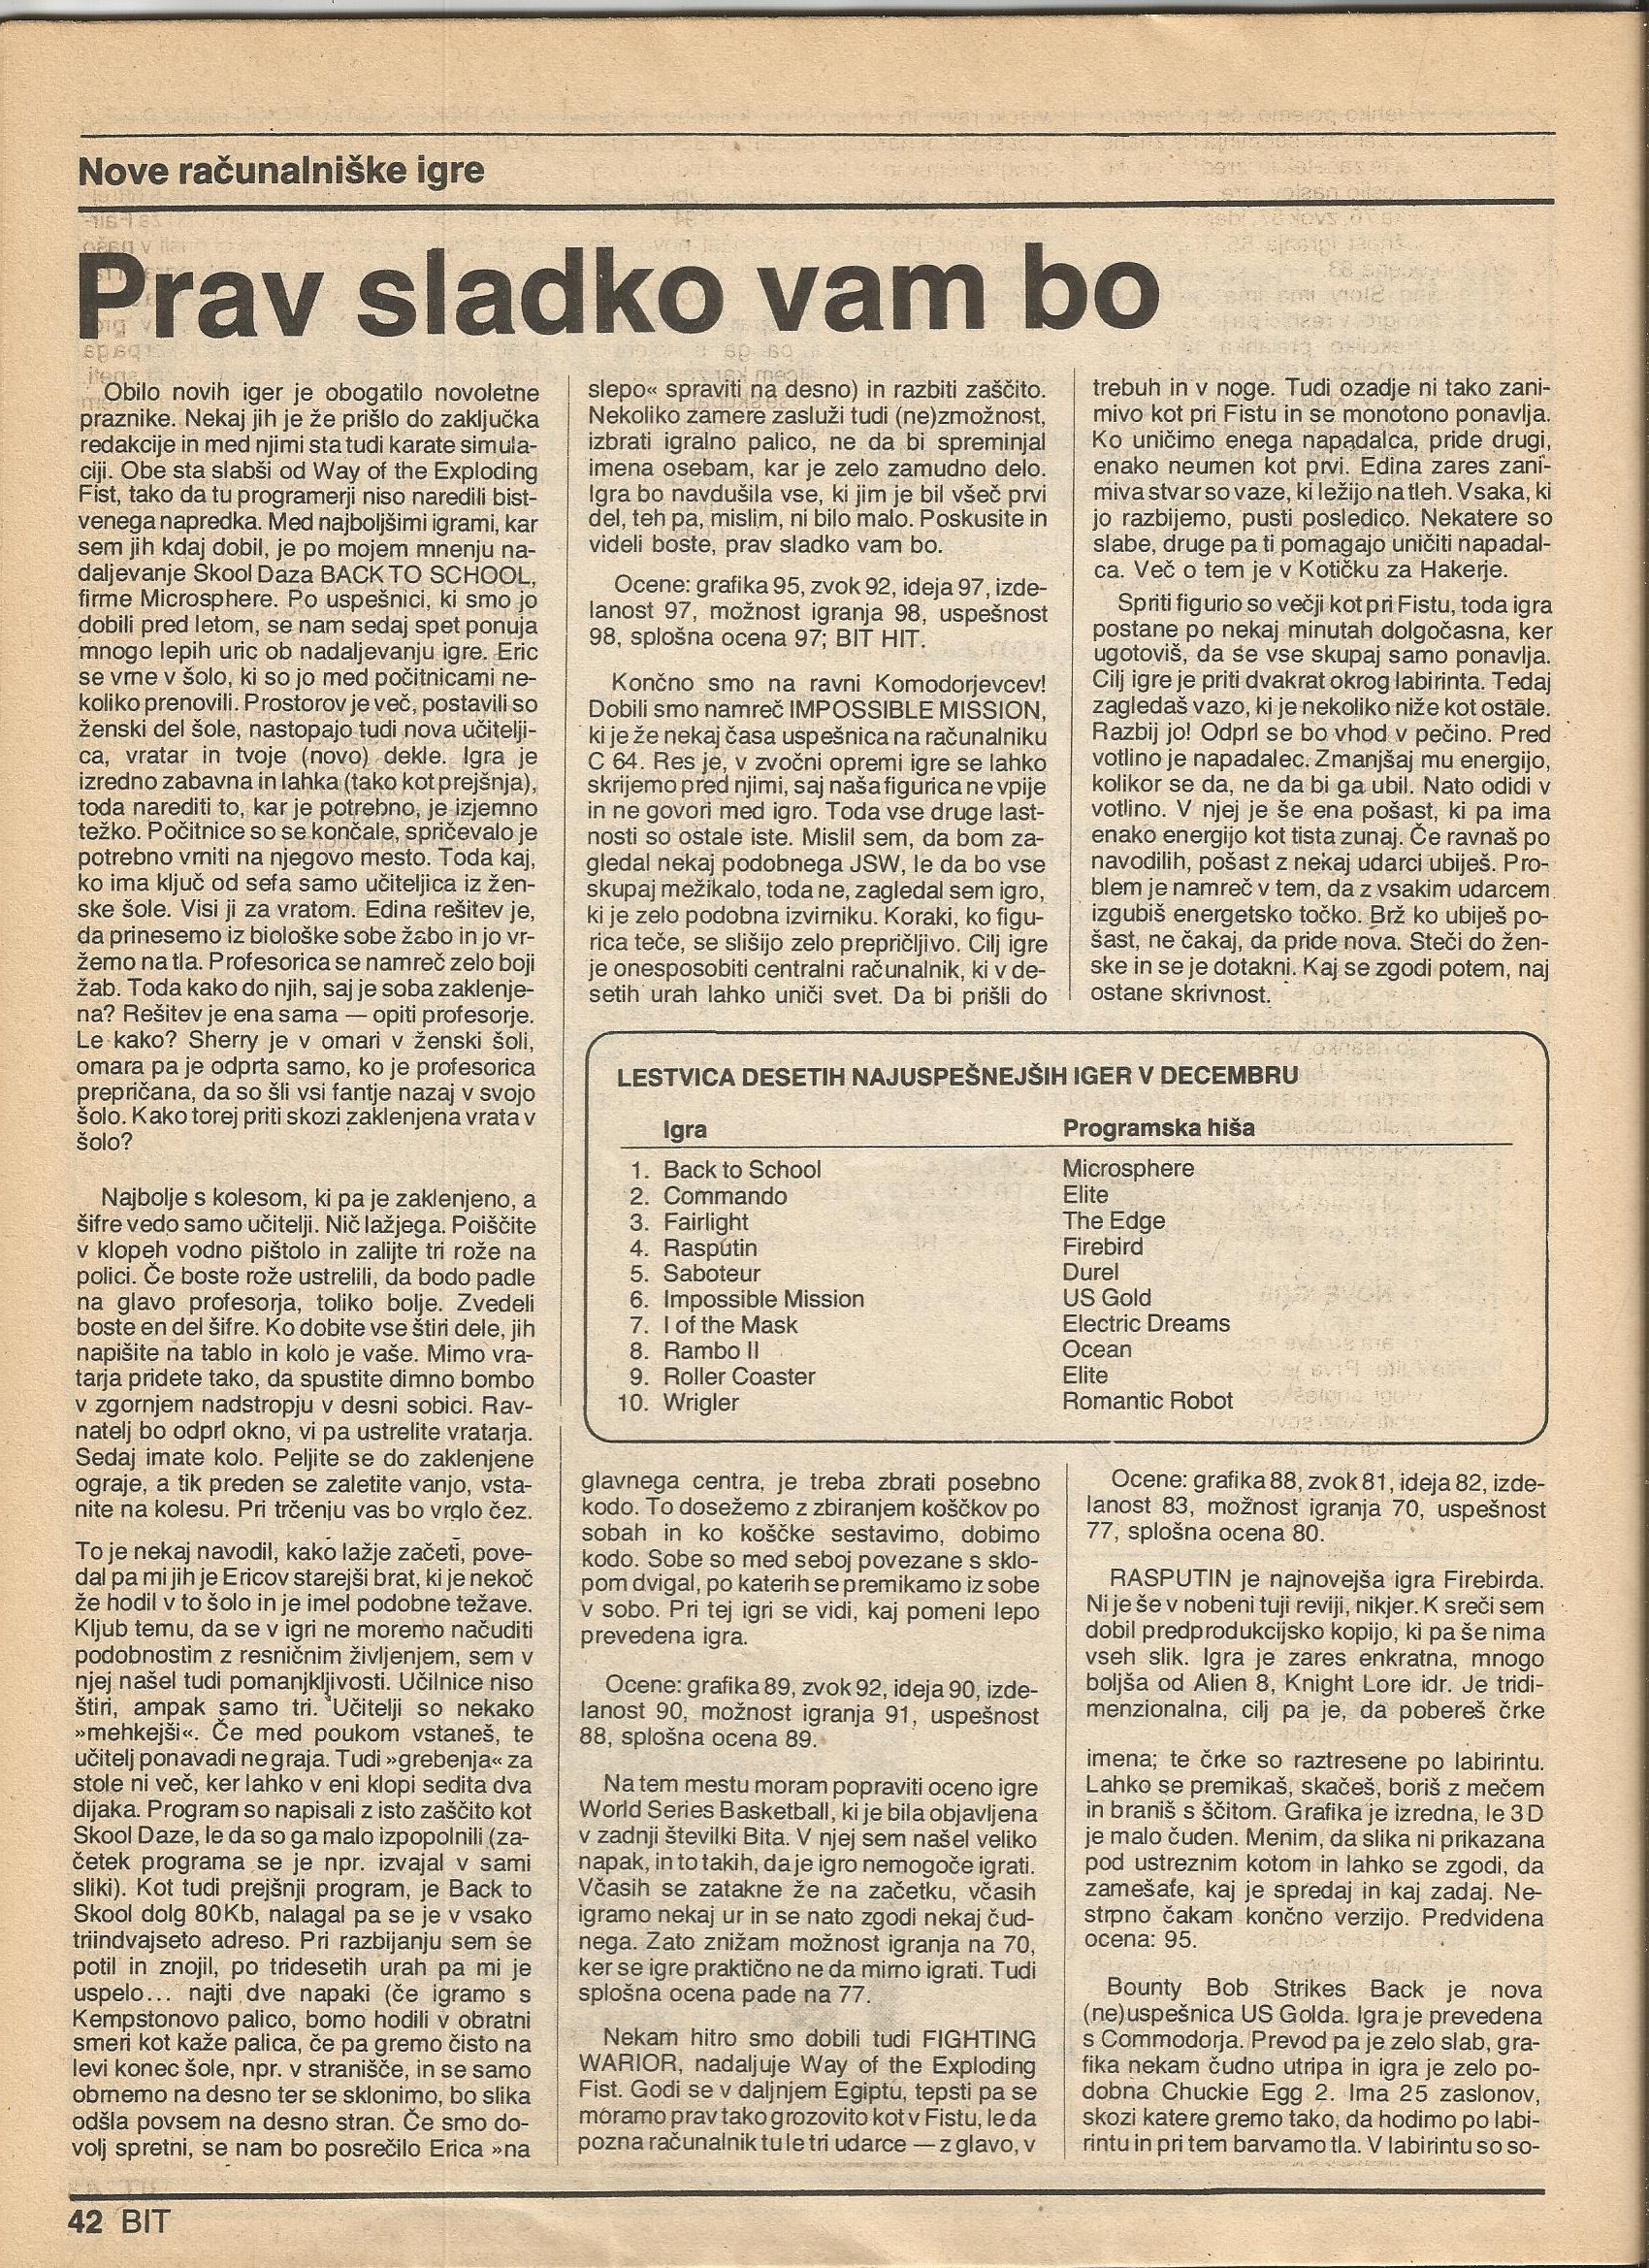 Nove računalniške igre
Prav sladko vam bo
Obilo novih iger je obogatilo novoletne
praznike. Nekaj jih je že prišlo do zaključka
redakcije in med njimi sta tudi karate simula-
ciji. Obe sta slabši od Way of the Exploding
Fist, tako da tu programerji niso naredili bist-
venega napredka. Med najboljšimi igrami, kar
sem jih kdaj dobil, je po mojem mnenju na-
daljevanje Skool Daza BACK TO SCHOOL,
firme Microsphere. Po uspešnici, ki smo jo
dobili pred letom, se nam sedaj spet ponuja
mnogo lepih uric ob nadaljevanju igre. Eric
se vrne v šolo, ki so jo med počitnicami ne-
koliko prenovili. Prostorov je več, postavili so
ženski del šole, nastopajo tudi nova učitelji-
ca, vratar in tvoje (novo) dekle. Igra je
izredno zabavna in lahka (tako kot prejšnja),
toda narediti to, kar je potrebno, je izjemno
težko. Počitnice so se končale, spričevalo je
potrebno vrniti na njegovo mesto. Toda kaj,
ko ima ključ od sefa samo učiteljica iz žen-
ske šole. Visi ji za vratom. Edina rešitev je,
da prinesemo iz biološke sobe žabo in jo vr-
žemo na tla. Profesorica se namreč zelo boji
žab. Toda kako do njih, saj je soba zaklenje-
na? Rešitev je ena sama — opiti profesorje.
Le kako? Sherry je v omari v ženski šoli,
omara pa je odprta samo, ko je profesorica
prepričana, da so šli vsi fantje nazaj v svojo
šolo. Kako torej priti skozi zaklenjena vrata v
šolo?
Najbolje s kolesom, ki pa je zaklenjeno, a
šifre vedo samo učitelji. Nič lažjega. Poiščite
v klopeh vodno pištolo in zalijte tri rože na
polici. Če boste rože ustrelili, da bodo padle
na glavo profesorja, toliko bolje. Zvedeli
boste en del šifre. Ko dobite vse štiri dele, jih
napišite na tablo in kolo je vaše. Mimo vra-
tarja pridete tako, da spustite dimno bombo
v zgornjem nadstropju v desni sobici. Rav-
natelj bo odprl okno, vi pa ustrelite vratarja.
Sedaj imate kolo. Peljite se do zaklenjene
ograje, a tik preden se zaletite vanjo, vsta-
nite na kolesu. Pri trčenju vas bo vrglo čez.
To je nekaj navodil, kako lažje začeti, pove-
dal pa mi jih je Ericov starejši brat, ki je nekoč
že hodil v to šolo in je imel podobne težave.
Kljub temu, da se v igri ne moremo načuditi
podobnostim z resničnim življenjem, sem v
njej našel tudi pomanjkljivosti. Učilnice niso
štiri, ampak samo tri. Učitelji so nekako
»mehkejši«. Če med poukom vstaneš, te
učitelj ponavadi ne graja. Tudi »grebenja« za
stole ni več, ker lahko v eni klopi sedita dva
dijaka. Program so napisali z isto zaščito kot
Skool Daze, le da so ga malo izpopolnili (za-
četek programa se je npr. izvajal v sami
sliki). Kot tudi prejšnji program, je Back to
Skool dolg 80Kb, nalagal pa se je v vsako
triindvajseto adreso. Pri razbijanju sem se
potil in znojil, po tridesetih urah pa mi je
uspelo... najti dve napaki (če igramo s
Kempstonovo palico, bomo hodili v obratni
smeri kot kaže palica, če pa gremo čisto na
levi konec šole, npr. v stranišče, in se samo
obrnemo na desno ter se sklonimo, bo slika
odšla povsem na desno stran. Če smo do-
volj spretni, se nam bo posrečilo Erica »na
slepo« spraviti na desno) in razbiti zaščito.
Nekoliko zamere zasluži tudi (ne)zmožnost,
izbrati igralno palico, ne da bi spreminjal
imena osebam, kar je zelo zamudno delo.
Igra bo navdušila vse, ki jim je bil všeč prvi
del, teh pa, mislim, ni bilo malo. Poskusite in
videli boste, prav sladko vam bo.
Ocene: grafika 95, zvok 92, ideja 97, izde-
lanost 97, možnost igranja 98, uspešnost
98, splošna ocena 97; BIT HIT.
Končno smo na ravni Komodorjevcev!
Dobili smo namreč IMPOSSIBLE MISSION,
ki je že nekaj časa uspešnica na računalniku
C 64. Res je, v zvočni opremi igre se lahko
skrijemo pred njimi, saj naša figurica ne vpije
in ne govori med igro. Toda vse druge last-
nosti so ostale iste. Mislil sem, da bom za-
gledal nekaj podobnega JSW, le da bo vse
skupaj mežikalo, toda ne, zagledal sem igro,
ki je zelo podobna izvirniku. Koraki, ko figu-
rica teče, se slišijo zelo prepričljivo. Cilj igre
je onesposobiti centralni računalnik, ki v de-
setih urah lahko uniči svet. Da bi prišli do
trebuh in v noge. Tudi ozadje ni tako zani-
mivo kot pri Fistu in se monotono ponavlja.
Ko uničimo enega napadalca, pride drugi,
enako neumen kot prvi. Edina zares zani-
miva stvar so vaze, ki ležijo na tleh. Vsaka, ki
jo razbijemo, pusti posledico. Nekatere so
slabe, druge pa ti pomagajo uničiti napadal-
ca. Več o tem je v Kotičku za Hakerje.
Spriti figurio so večji kot pri Fistu, toda igra
postane po nekaj minutah dolgočasna, ker
ugotoviš, da se vse skupaj samo ponavlja.
Cilj igre je priti dvakrat okrog labirinta. Tedaj
zagledaš vazo, ki je nekoliko niže kot ostale.
Razbij jo! Odprl se bo vhod v pečino. Pred
votlino je napadalec. Zmanjšaj mu energijo,
kolikor se da, ne da bi ga ubil. Nato odidi v
votlino. V njej je še ena pošast, ki pa ima
enako energijo kot tista zunaj. Če ravnaš po
navodilih, pošast z nekaj udarci ubiješ. Pro-
blem je namreč v tem, da z vsakim udarcem
izgubiš energetsko točko. Brž ko ubiješ po-
šast, ne čakaj, da pride nova. Steči do žen-
ske in se je dotakni. Kaj se zgodi potem, naj
ostane skrivnost.
LESTVICA DESETIH NAJUSPEŠNEJŠIH IGER V DECEMBRU
Igra Programska hiša
1. Back to School Microsphere
2. Commando Elite
3. Fairlight The Edge
4. Rasputin Firebird
5. Saboteur Durel
6. Impossible Mission US Gold
7. I of the Mask Electric Dreams
8. Rambo II Ocean
9. Roller Coaster Elite
10. Wrigler Romantic Robot
glavnega centra, je treba zbrati posebno
kodo. To dosežemo z zbiranjem koščkov po
sobah in ko koščke sestavimo, dobimo
kodo. Sobe so med seboj povezane s sklo-
pom dvigal, po katerih se premikamo iz sobe
v sobo. Pri tej igri se vidi, kaj pomeni lepo
prevedena igra.
Ocene: grafika 89, zvok 92, ideja 90, izde-
lanost 90, možnost igranja 91, uspešnost
88, splošna ocena 89.
Na tem mestu moram popraviti oceno igre
World Series Basketball, ki je bila objavljena
v zadnji številki Bita. V njej sem našel veliko
napak, in to takih, da je igro nemogoče igrati.
Včasih se zatakne že na začetku, včasih
igramo nekaj ur in se nato zgodi nekaj čud-
nega. Zato znižam možnost igranja na 70,
ker se igre praktično ne da mirno igrati. Tudi
splošna ocena pade na 77.
Nekam hitro smo dobili tudi FIGHTING
WARIOR, nadaljuje Way of the Exploding
Fist. Godi se v daljnjem Egiptu, tepsti pa se
moramo prav tako grozovito kot v Fistu, le da
pozna računalnik tu le tri udarce — z glavo, v
Ocene: grafika 88, zvok 81, ideja 82, izde-
lanost 83, možnost igranja 70, uspešnost
77, splošna ocena 80.
RASPUTIN je najnovejša igra Firebirda.
Ni je še v nobeni tuji reviji, nikjer. K sreči sem
dobil predprodukcijsko kopijo, ki pa še nima
vseh slik. Igra je zares enkratna, mnogo
boljša od Alien 8, Knight Lore idr. Je tridi-
menzionalna, cilj pa je, da pobereš črke
imena; te črke so raztresene po labirintu.
Lahko se premikaš, skačeš, boriš z mečem
in braniš s ščitom. Grafika je izredna, le 3 D
je malo čuden. Menim, da slika ni prikazana
pod ustreznim kotom in lahko se zgodi, da
zamešate, kaj je spredaj in kaj zadaj. Ne-
strpno čakam končno verzijo. Predvidena
ocena: 95.
Bounty Bob Strikes Back je nova
(ne)uspešnica US Golda. Igra je prevedena
s Commodorja. Prevod pa je zelo slab, gra-
fika nekam čudno utripa in igra je zelo po-
dobna Chuckie Egg 2. Ima 25 zaslonov,
skozi katere gremo tako, da hodimo po labi-
rintu in pri tem barvamo tla. V labirintu so so-
42 BIT